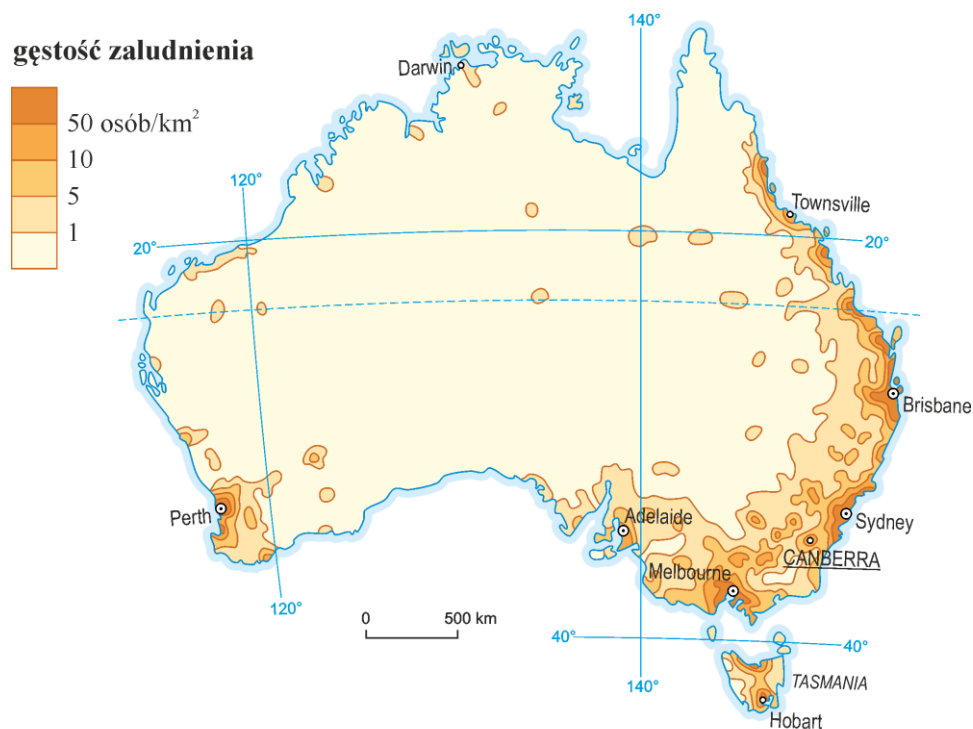 gęstość zaludnienia
50 osób/km²
10
5
1
140°
Darwin
120°
Townsville
20°
20°
Brisbane
Perth
Adelaide
Sydney
CANBERRA
Melbourne
120°
0 500 km
40°
40°
140°
TASMANIA
Hobart